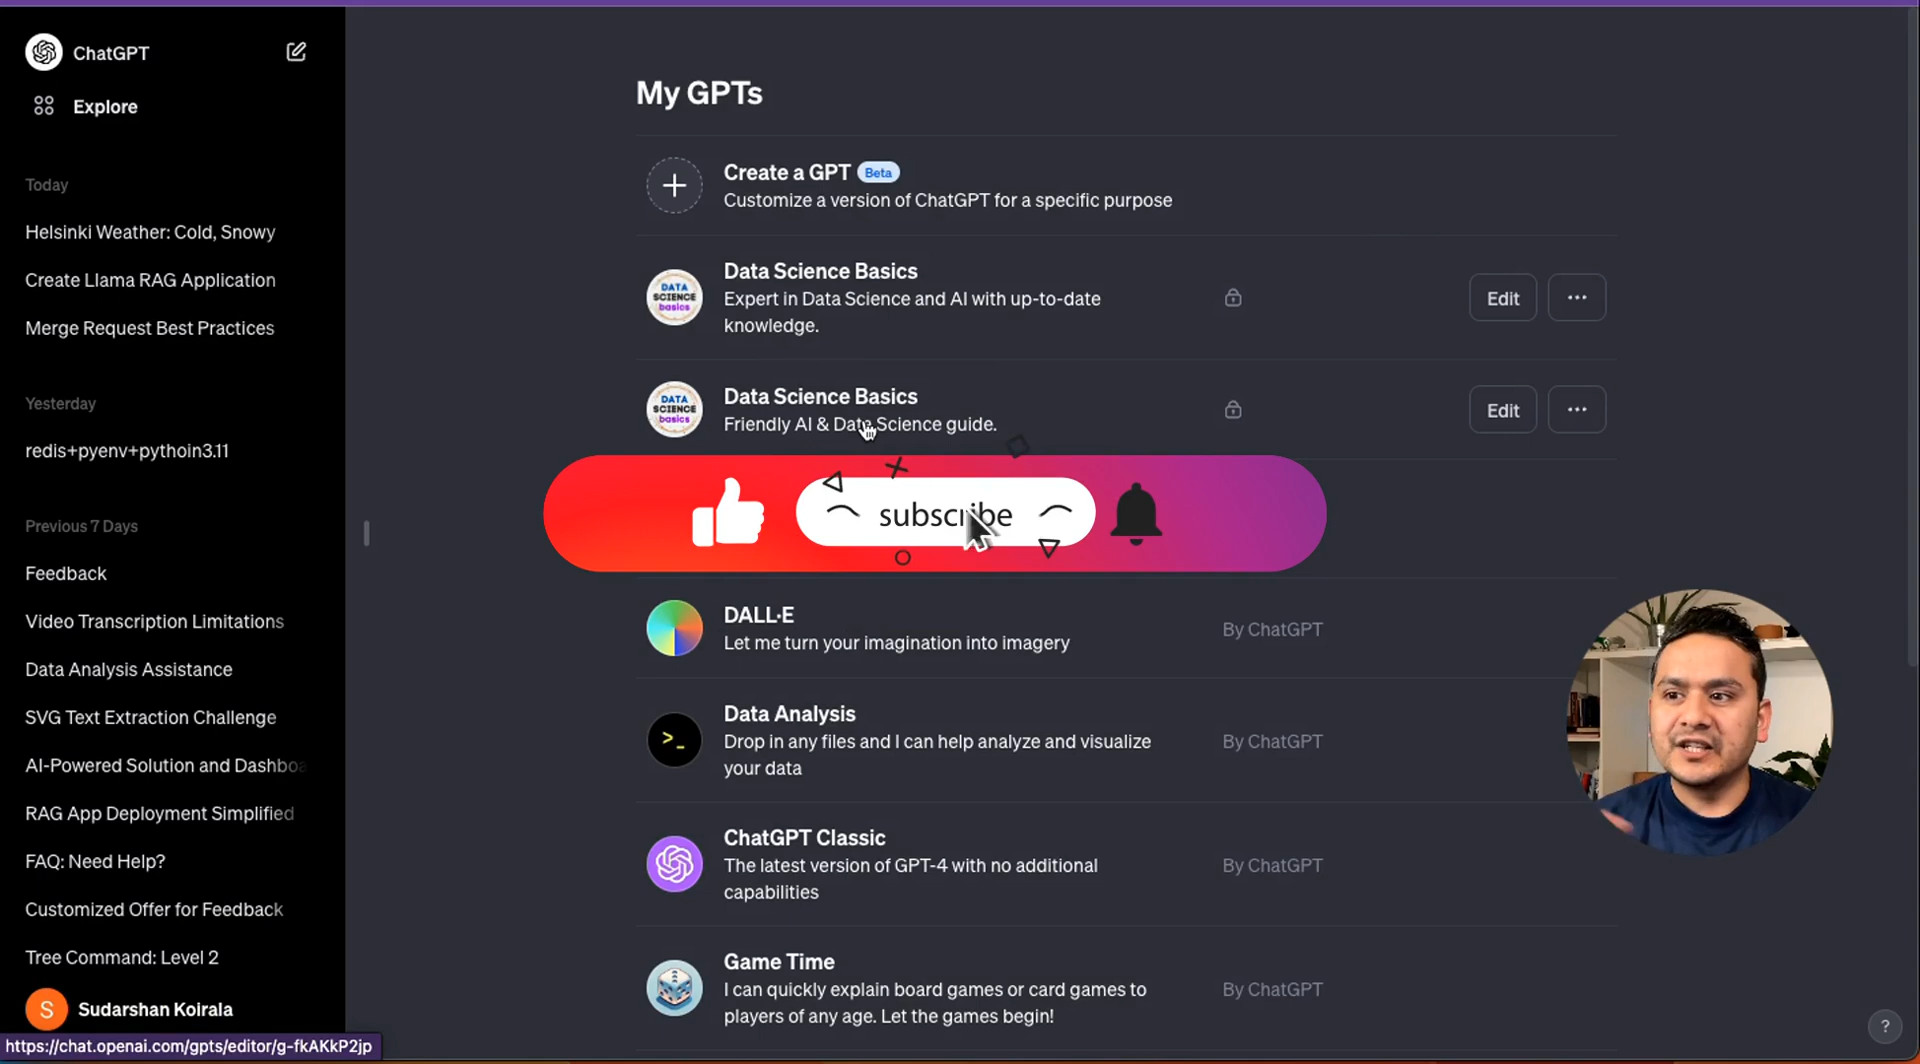 ChatGPT
Explore
Today
Helsinki Weather: Cold, Snowy
Create Llama RAG Application
Merge Request Best Practices
Yesterday
redis+pyenv+pythoin3.11
Previous 7 Days
Feedback
Video Transcription Limitations
Data Analysis Assistance
SVG Text Extraction Challenge
AI-Powered Solution and Dashboa
RAG App Deployment Simplified
FAQ: Need Help?
Customized Offer for Feedback
Tree Command: Level 2
S Sudarshan Koirala
https://chat.openai.com/gpts/editor/g-fkAKkP2jp
My GPTs
Create a GPT Beta
Customize a version of ChatGPT for a specific purpose
DATA
SCIENCE
basics
Data Science Basics
Expert in Data Science and AI with up-to-date
knowledge.
Edit ...
DATA
SCIENCE
basics
Data Science Basics
Friendly AI & Data Science guide.
Edit ...
subscribe
DALL·E
Let me turn your imagination into imagery
By ChatGPT
>_
Data Analysis
Drop in any files and I can help analyze and visualize
your data
By ChatGPT
ChatGPT Classic
The latest version of GPT-4 with no additional
capabilities
By ChatGPT
Game Time
I can quickly explain board games or card games to
players of any age. Let the games begin!
By ChatGPT
?